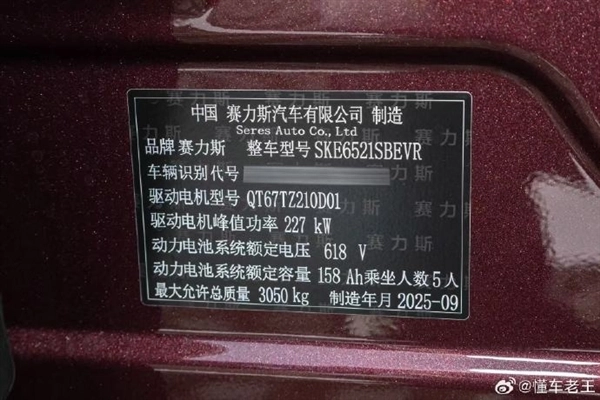 中国 赛力斯汽车有限公司 制造
Seres Auto Co., Ltd
品牌 赛力斯 整车型号 SKE6521SBEVR
车辆识别代号
驱动电机型号 QT67TZ210D01
驱动电机峰值功率 227 kW
动力电池系统额定电压 618 V
动力电池系统额定容量 158 Ah 乘坐人数 5 人
最大允许总质量 3050 kg 制造年月 2025-09
@懂车老王